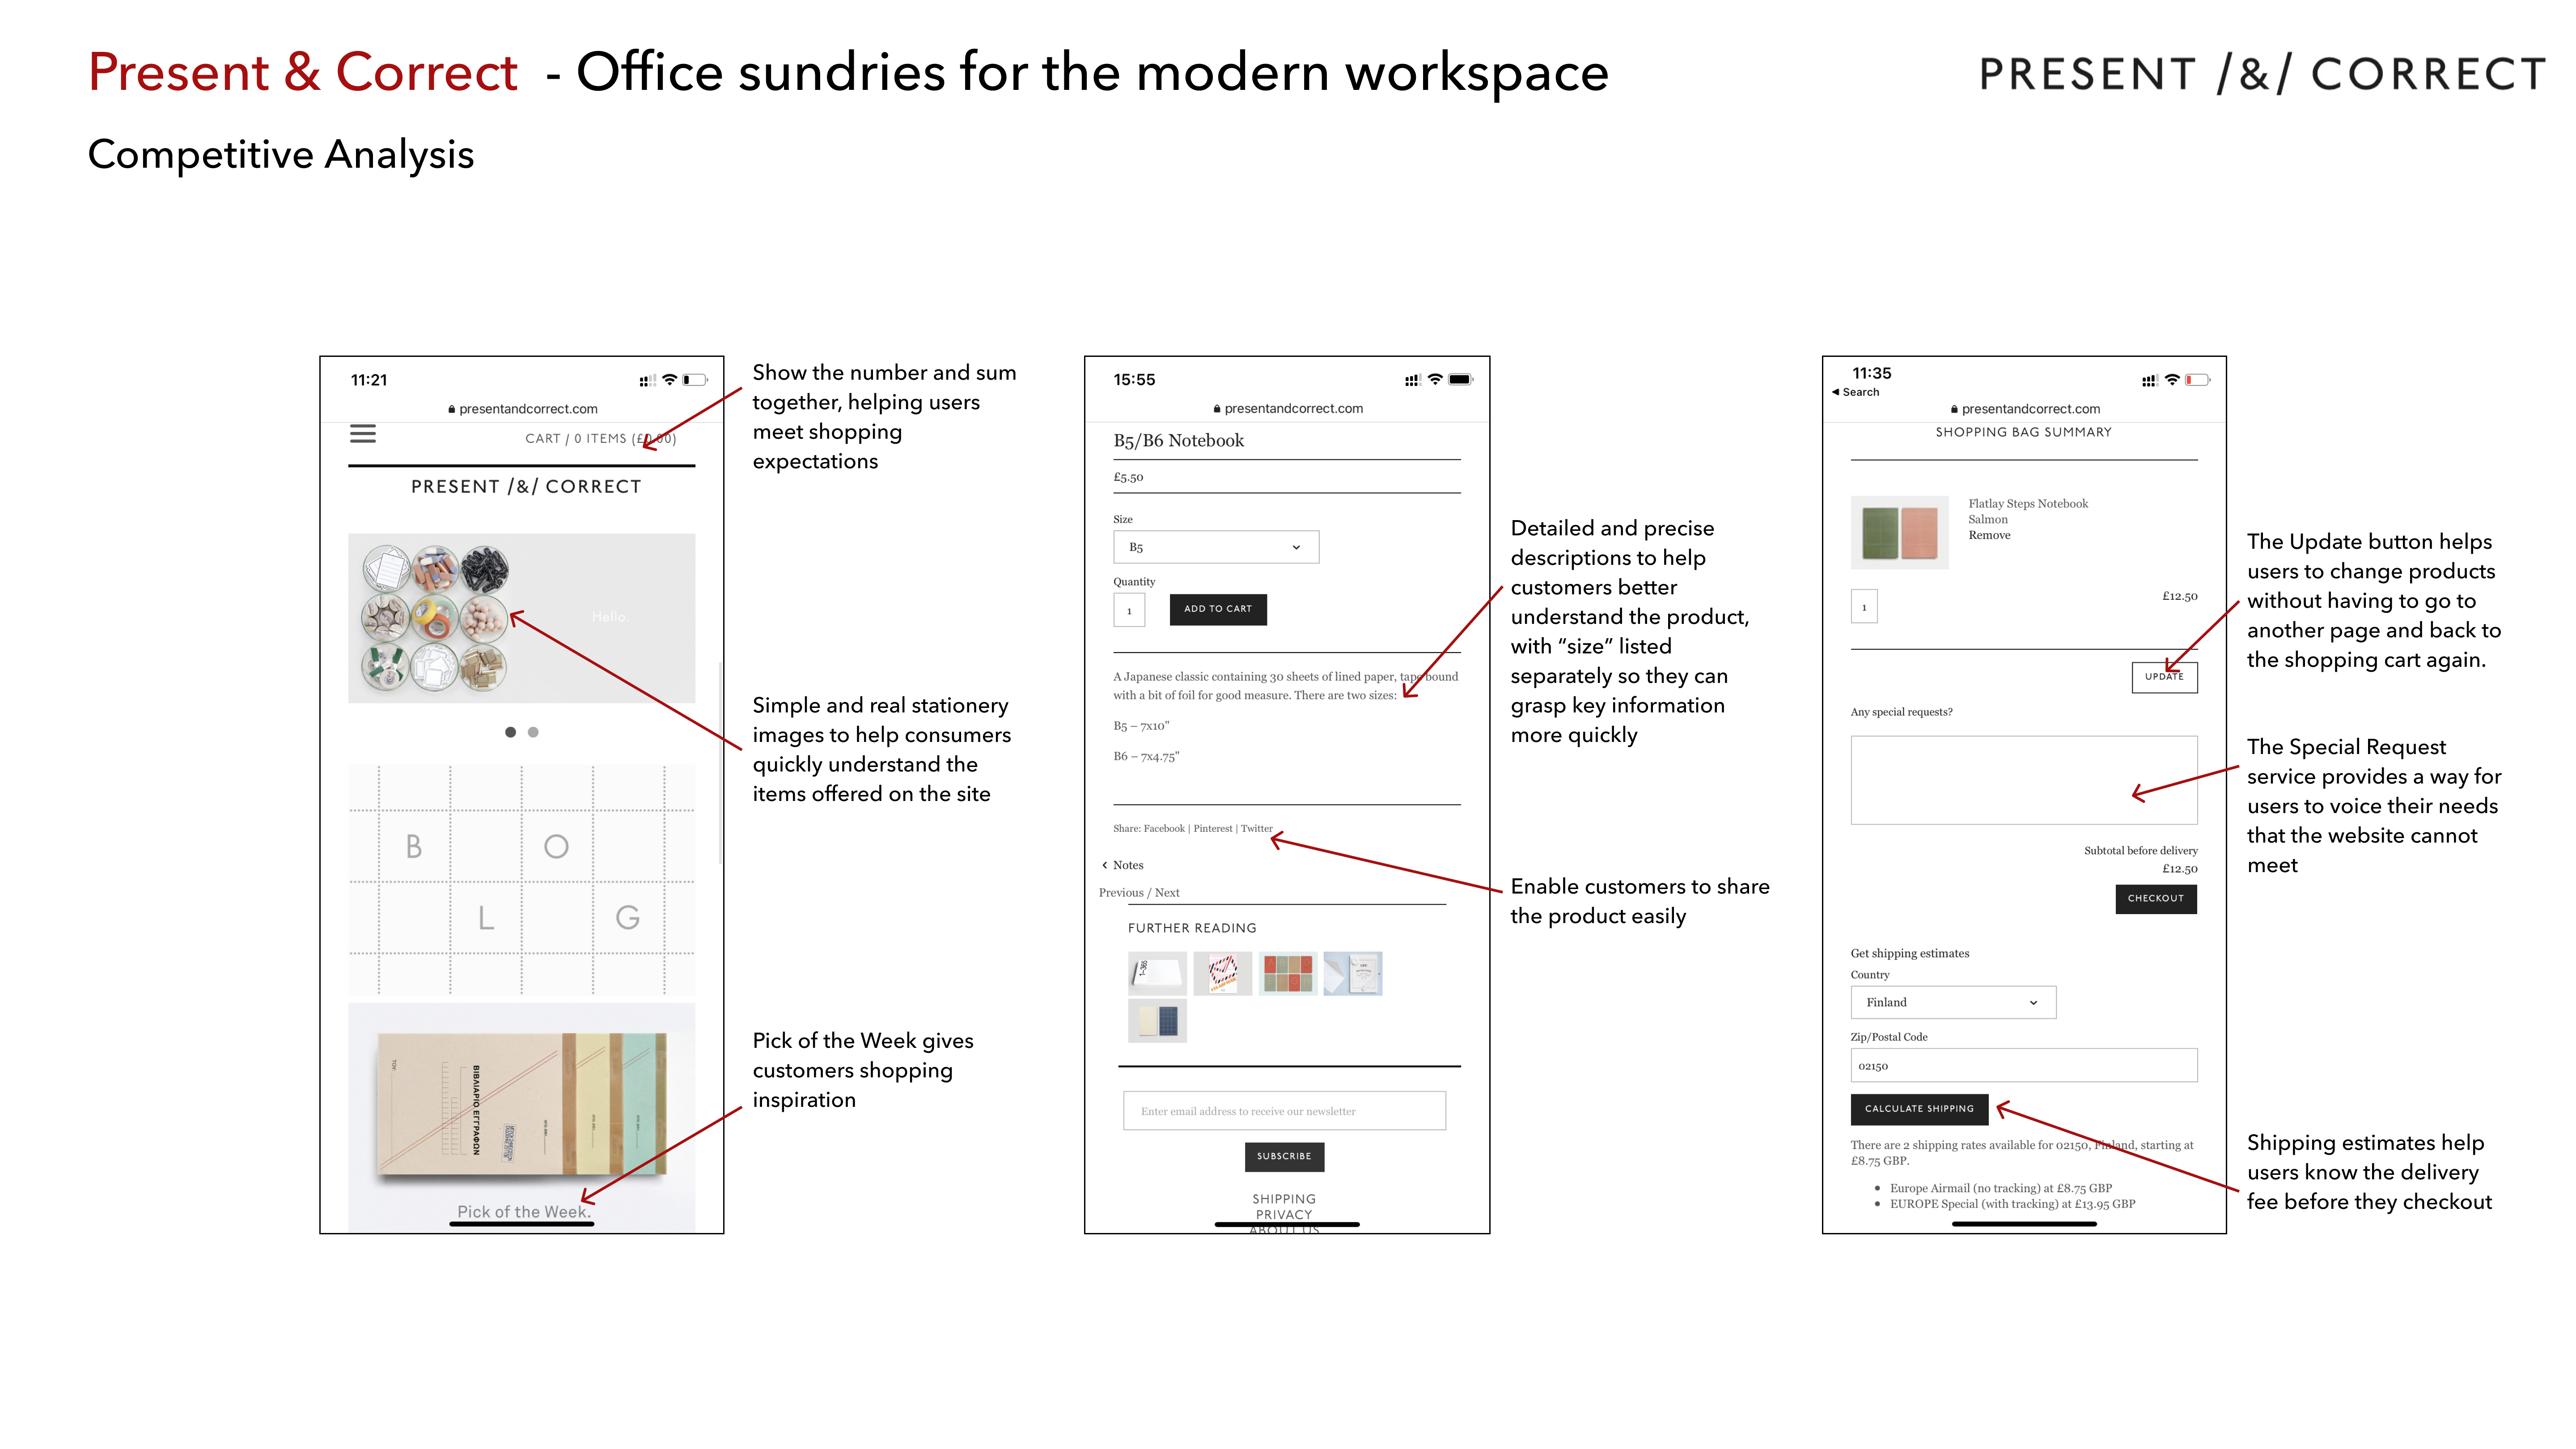 Present & Correct - Office sundries for the modern workspace
PRESENT /&/ CORRECT
Competitive Analysis
11:21
presentandcorrect.com
CART / 0 ITEMS (£0.00)
PRESENT /&/ CORRECT
Hello.
B O
L G
ΒΙΒΛΙΑΡΙΟ ΕΓΓΡΑΦΩΝ
Pick of the Week.
Show the number and sum
together, helping users
meet shopping
expectations
Simple and real stationery
images to help consumers
quickly understand the
items offered on the site
Pick of the Week gives
customers shopping
inspiration
15:55
presentandcorrect.com
B5/B6 Notebook
£5.50
Size
B5
Quantity
1
ADD TO CART
A Japanese classic containing 30 sheets of lined paper, tape bound
with a bit of foil for good measure. There are two sizes:
B5 – 7x10"
B6 – 7x4.75"
Share: Facebook | Pinterest | Twitter
Notes
Previous / Next
FURTHER READING
1–365
Enter email address to receive our newsletter
SUBSCRIBE
SHIPPING
PRIVACY
ABOUT US
Detailed and precise
descriptions to help
customers better
understand the product,
with “size” listed
separately so they can
grasp key information
more quickly
Enable customers to share
the product easily
11:35
Search
presentandcorrect.com
SHOPPING BAG SUMMARY
Flatlay Steps Notebook
Salmon
Remove
1
£12.50
UPDATE
Any special requests?
Subtotal before delivery
£12.50
CHECKOUT
Get shipping estimates
Country
Finland
Zip/Postal Code
02150
CALCULATE SHIPPING
There are 2 shipping rates available for 02150, Finland, starting at
£8.75 GBP.
Europe Airmail (no tracking) at £8.75 GBP
EUROPE Special (with tracking) at £13.95 GBP
The Update button helps
users to change products
without having to go to
another page and back to
the shopping cart again.
The Special Request
service provides a way for
users to voice their needs
that the website cannot
meet
Shipping estimates help
users know the delivery
fee before they checkout